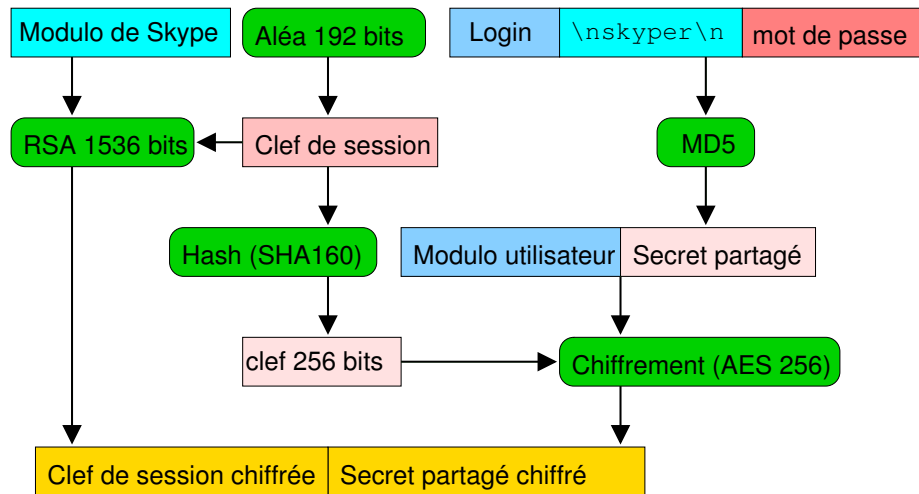 Modulo de Skype
Aléa 192 bits
Login
\nskyper\n
mot de passe
RSA 1536 bits
Clef de session
MD5
Hash (SHA160)
Modulo utilisateur
Secret partagé
clef 256 bits
Chiffrement (AES 256)
Clef de session chiffrée
Secret partagé chiffré